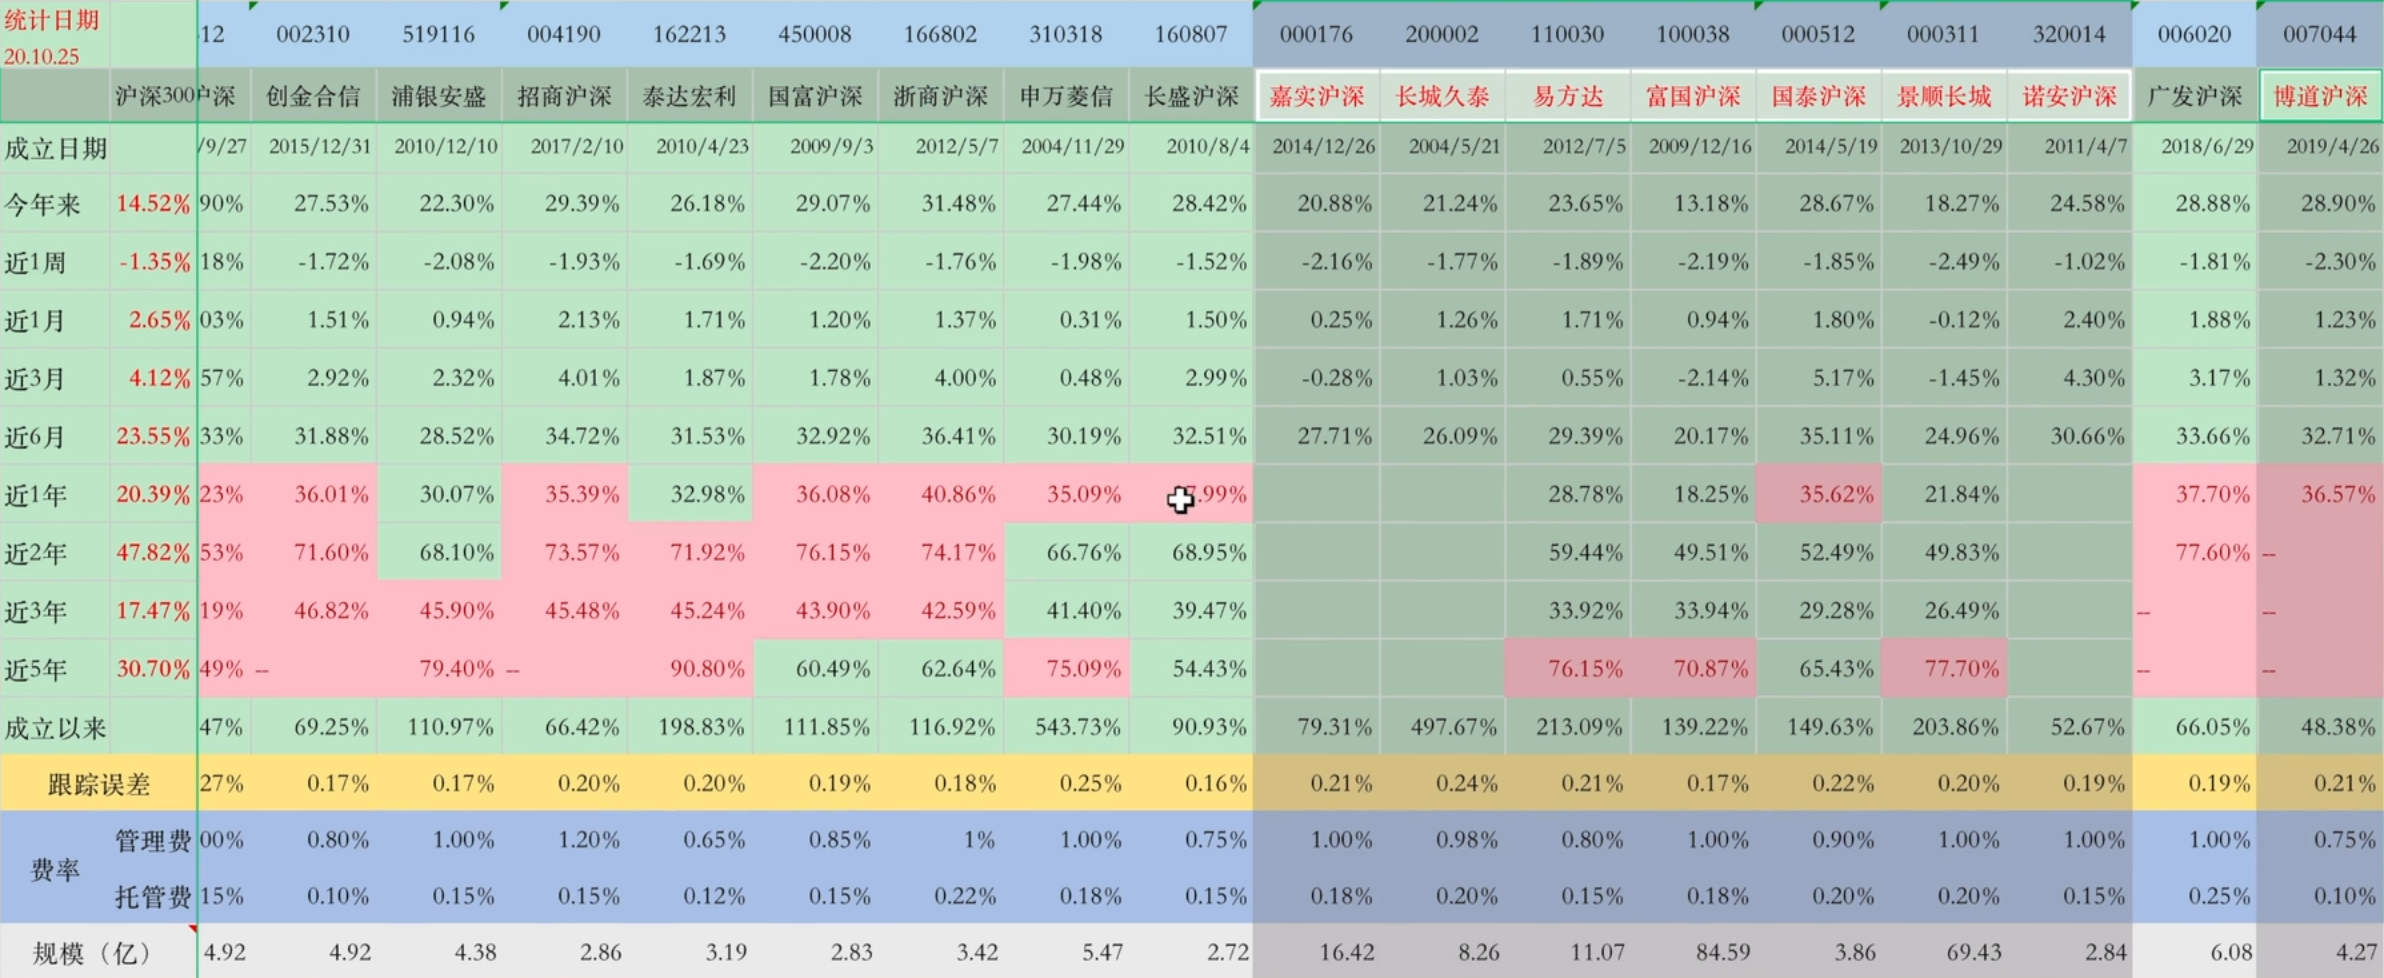 统计日期
20.10.25
12 002310 519116 004190 162213 450008 166802 310318 160807 000176 200002 110030 100038 000512 000311 320014 006020 007044
沪深300 沪深 创金合信 浦银安盛 招商沪深 泰达宏利 国富沪深 浙商沪深 申万菱信 长盛沪深 嘉实沪深 长城久泰 易方达 富国沪深 国泰沪深 景顺长城 诺安沪深 广发沪深 博道沪深
成立日期 /9/27 2015/12/31 2010/12/10 2017/2/10 2010/4/23 2009/9/3 2012/5/7 2004/11/29 2010/8/4 2014/12/26 2004/5/21 2012/7/5 2009/12/16 2014/5/19 2013/10/29 2011/4/7 2018/6/29 2019/4/26
今年来 14.52% 90% 27.53% 22.30% 29.39% 26.18% 29.07% 31.48% 27.44% 28.42% 20.88% 21.24% 23.65% 13.18% 28.67% 18.27% 24.58% 28.88% 28.90%
近1周 -1.35% 18% -1.72% -2.08% -1.93% -1.69% -2.20% -1.76% -1.98% -1.52% -2.16% -1.77% -1.89% -2.19% -1.85% -2.49% -1.02% -1.81% -2.30%
近1月 2.65% 03% 1.51% 0.94% 2.13% 1.71% 1.20% 1.37% 0.31% 1.50% 0.25% 1.26% 1.71% 0.94% 1.80% -0.12% 2.40% 1.88% 1.23%
近3月 4.12% 57% 2.92% 2.32% 4.01% 1.87% 1.78% 4.00% 0.48% 2.99% -0.28% 1.03% 0.55% -2.14% 5.17% -1.45% 4.30% 3.17% 1.32%
近6月 23.55% 33% 31.88% 28.52% 34.72% 31.53% 32.92% 36.41% 30.19% 32.51% 27.71% 26.09% 29.39% 20.17% 35.11% 24.96% 30.66% 33.66% 32.71%
近1年 20.39% 23% 36.01% 30.07% 35.39% 32.98% 36.08% 40.86% 35.09% .99% 28.78% 18.25% 35.62% 21.84% 37.70% 36.57%
近2年 47.82% 53% 71.60% 68.10% 73.57% 71.92% 76.15% 74.17% 66.76% 68.95% 59.44% 49.51% 52.49% 49.83% 77.60% --
近3年 17.47% 19% 46.82% 45.90% 45.48% 45.24% 43.90% 42.59% 41.40% 39.47% 33.92% 33.94% 29.28% 26.49% -- --
近5年 30.70% 49% -- 79.40% -- 90.80% 60.49% 62.64% 75.09% 54.43% 76.15% 70.87% 65.43% 77.70% -- --
成立以来 47% 69.25% 110.97% 66.42% 198.83% 111.85% 116.92% 543.73% 90.93% 79.31% 497.67% 213.09% 139.22% 149.63% 203.86% 52.67% 66.05% 48.38%
跟踪误差 27% 0.17% 0.17% 0.20% 0.20% 0.19% 0.18% 0.25% 0.16% 0.21% 0.24% 0.21% 0.17% 0.22% 0.20% 0.19% 0.19% 0.21%
费率
管理费 00% 0.80% 1.00% 1.20% 0.65% 0.85% 1% 1.00% 0.75% 1.00% 0.98% 0.80% 1.00% 0.90% 1.00% 1.00% 1.00% 0.75%
托管费 15% 0.10% 0.15% 0.15% 0.12% 0.15% 0.22% 0.18% 0.15% 0.18% 0.20% 0.15% 0.18% 0.20% 0.20% 0.15% 0.25% 0.10%
规模（亿） 4.92 4.92 4.38 2.86 3.19 2.83 3.42 5.47 2.72 16.42 8.26 11.07 84.59 3.86 69.43 2.84 6.08 4.27